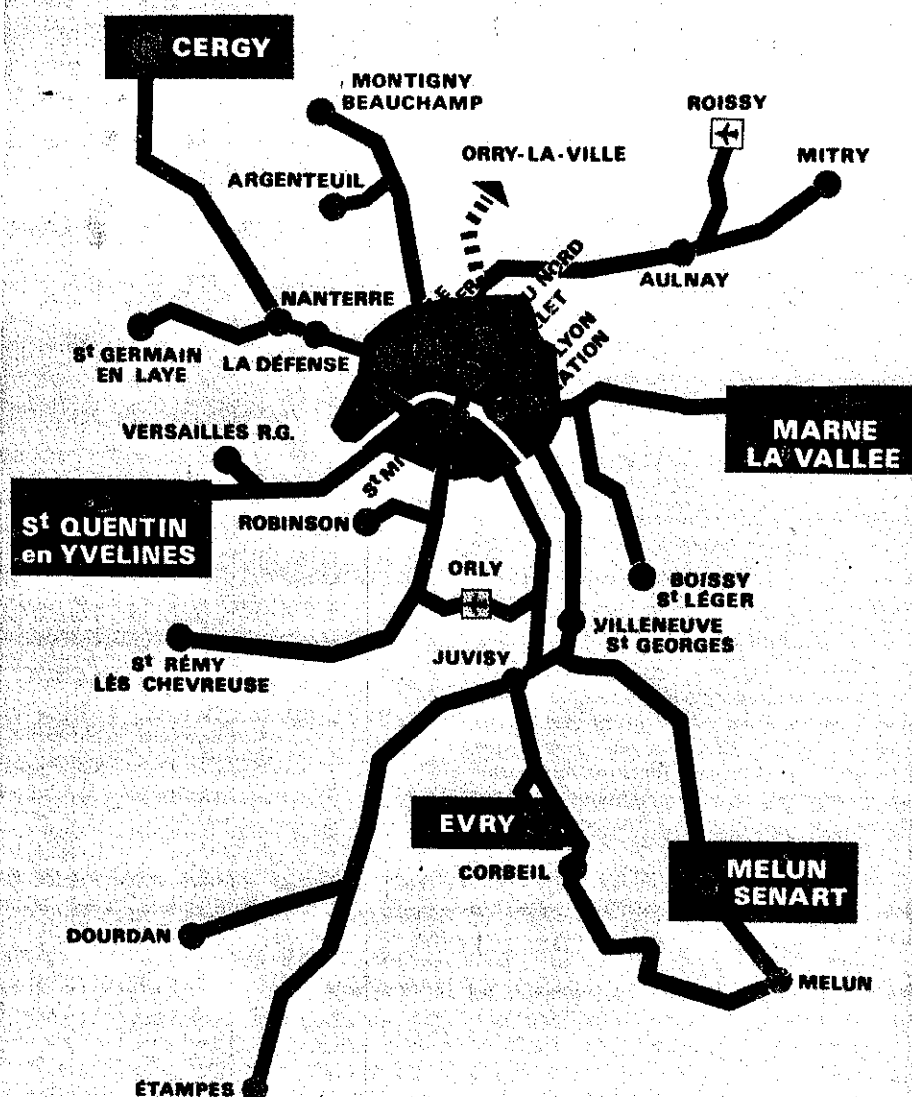 CERGY
MONTIGNY
BEAUCHAMP
ROISSY
ORRY-LA-VILLE
MITRY
ARGENTEUIL
AULNAY
NANTERRE
St GERMAIN
EN LAYE
LA DÉFENSE
NORD
LYON
MARNE
LA VALLEE
VERSAILLES R.G.
St QUENTIN
en YVELINES
ROBINSON
ORLY
BOISSY
St LÉGER
VILLENEUVE
St GEORGES
JUVISY
St RÉMY
LÈS CHEVREUSE
EVRY
CORBEIL
MELUN
SENART
DOURDAN
MELUN
ÉTAMPES